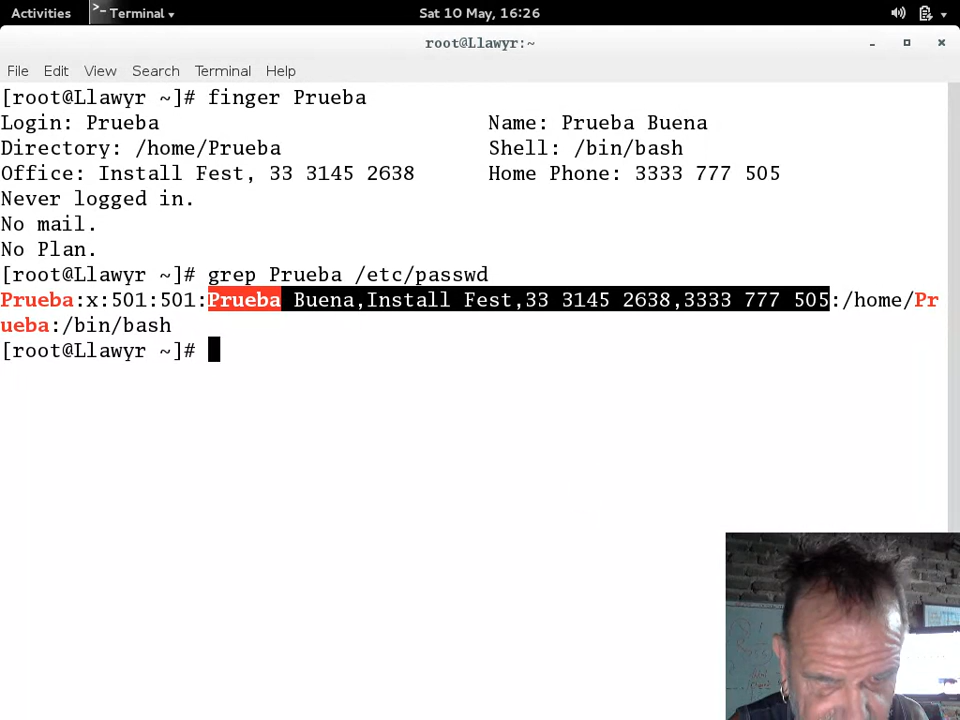 Activities
Terminal
Sat 10 May, 16:26
root@Llawyr:~
File Edit View Search Terminal Help
[root@Llawyr ~]# finger Prueba
Login: Prueba Name: Prueba Buena
Directory: /home/Prueba Shell: /bin/bash
Office: Install Fest, 33 3145 2638 Home Phone: 3333 777 505
Never logged in.
No mail.
No Plan.
[root@Llawyr ~]# grep Prueba /etc/passwd
Prueba:x:501:501:Prueba Buena,Install Fest,33 3145 2638,3333 777 505:/home/Pr
ueba:/bin/bash
[root@Llawyr ~]#